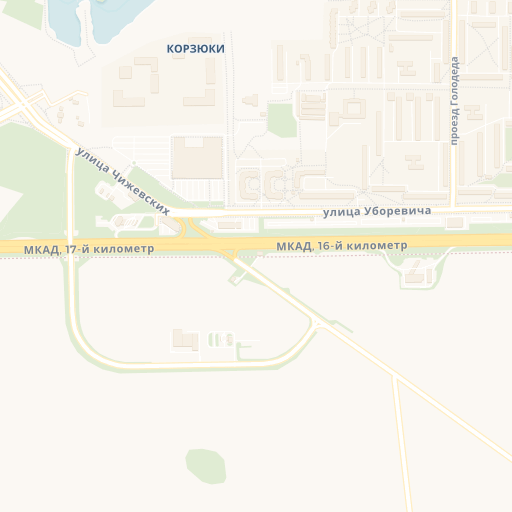 КОРЗЮКИ
проезд Голодеда
улица Чижевских
улица Уборевича
МКАД, 17-й километр
МКАД, 16-й километр